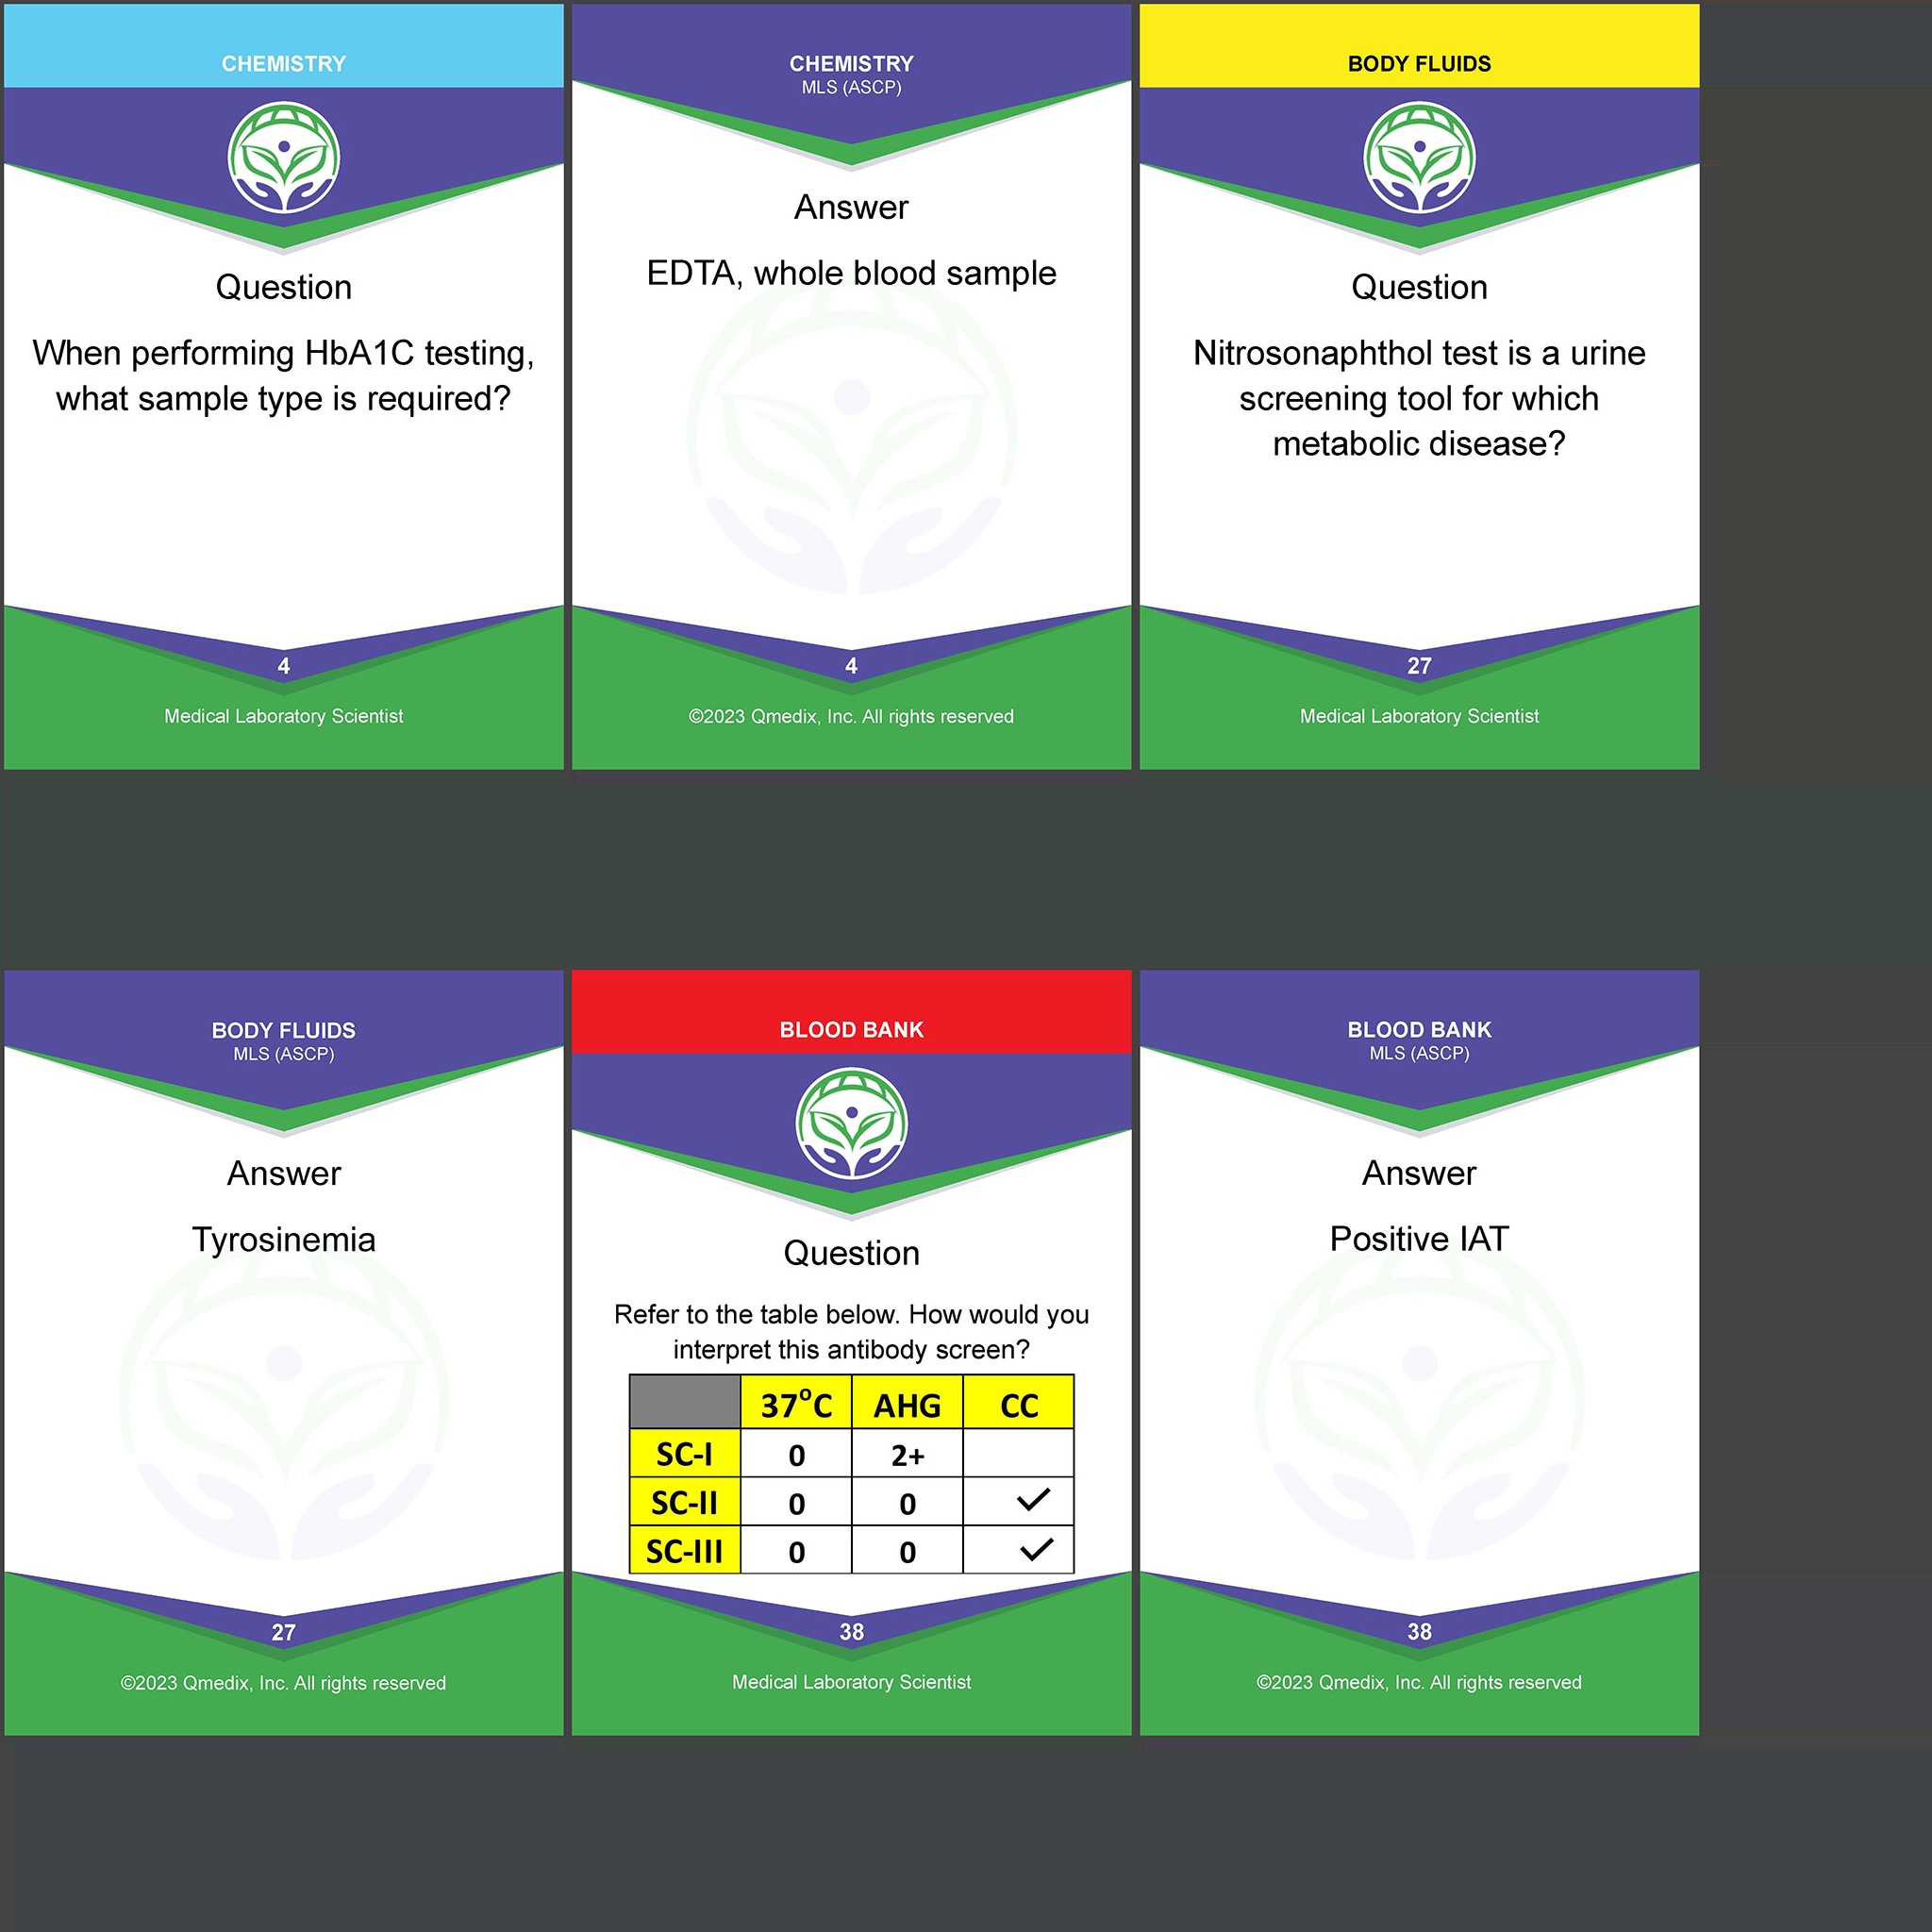 CHEMISTRY
Question
When performing HbA1C testing,
what sample type is required?
4
Medical Laboratory Scientist
CHEMISTRY
MLS (ASCP)
Answer
EDTA, whole blood sample
4
©2023 Qmedix, Inc. All rights reserved
BODY FLUIDS
Question
Nitrosonaphthol test is a urine
screening tool for which
metabolic disease?
27
Medical Laboratory Scientist
BODY FLUIDS
MLS (ASCP)
Answer
Tyrosinemia
27
©2023 Qmedix, Inc. All rights reserved
BLOOD BANK
Question
Refer to the table below. How would you
interpret this antibody screen?
37°C AHG CC
SC-I 0 2+
SC-II 0 0 ✓
SC-III 0 0 ✓
38
Medical Laboratory Scientist
BLOOD BANK
MLS (ASCP)
Answer
Positive IAT
38
©2023 Qmedix, Inc. All rights reserved